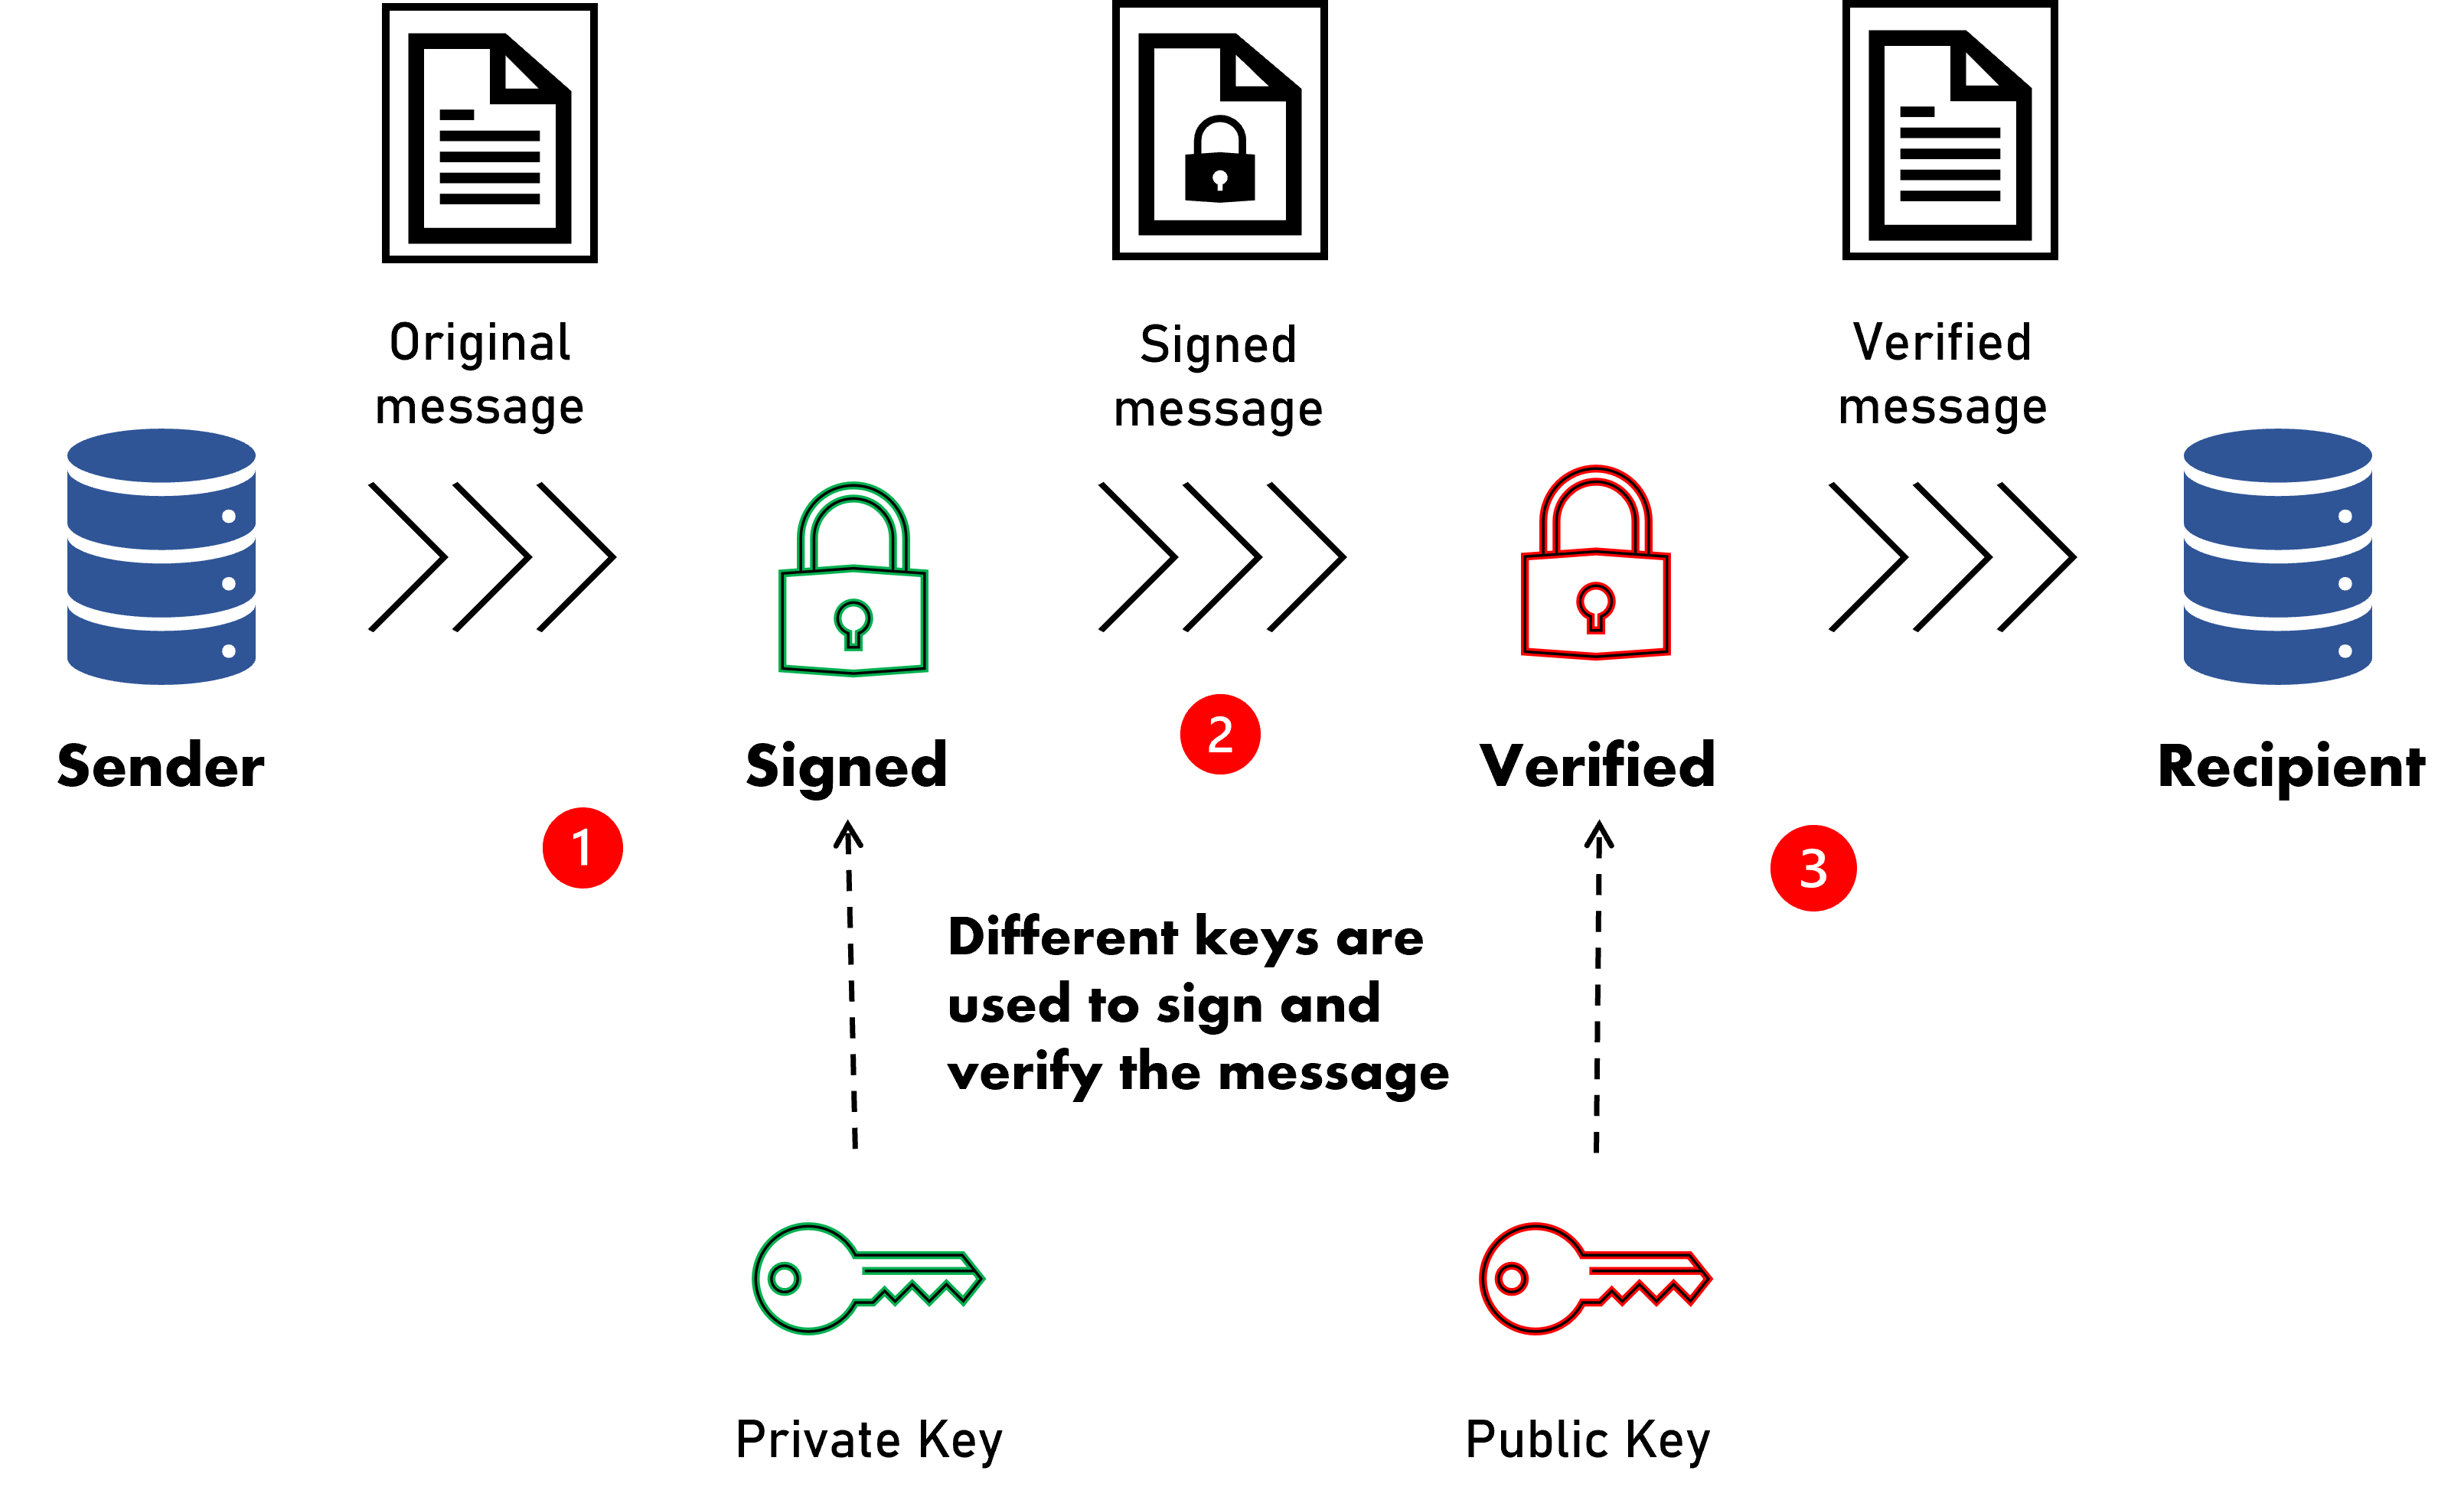 Original
message
Signed
message
Verified
message
Sender
Signed
2
Verified
Recipient
1
3
Different keys are
used to sign and
verify the message
Private Key
Public Key